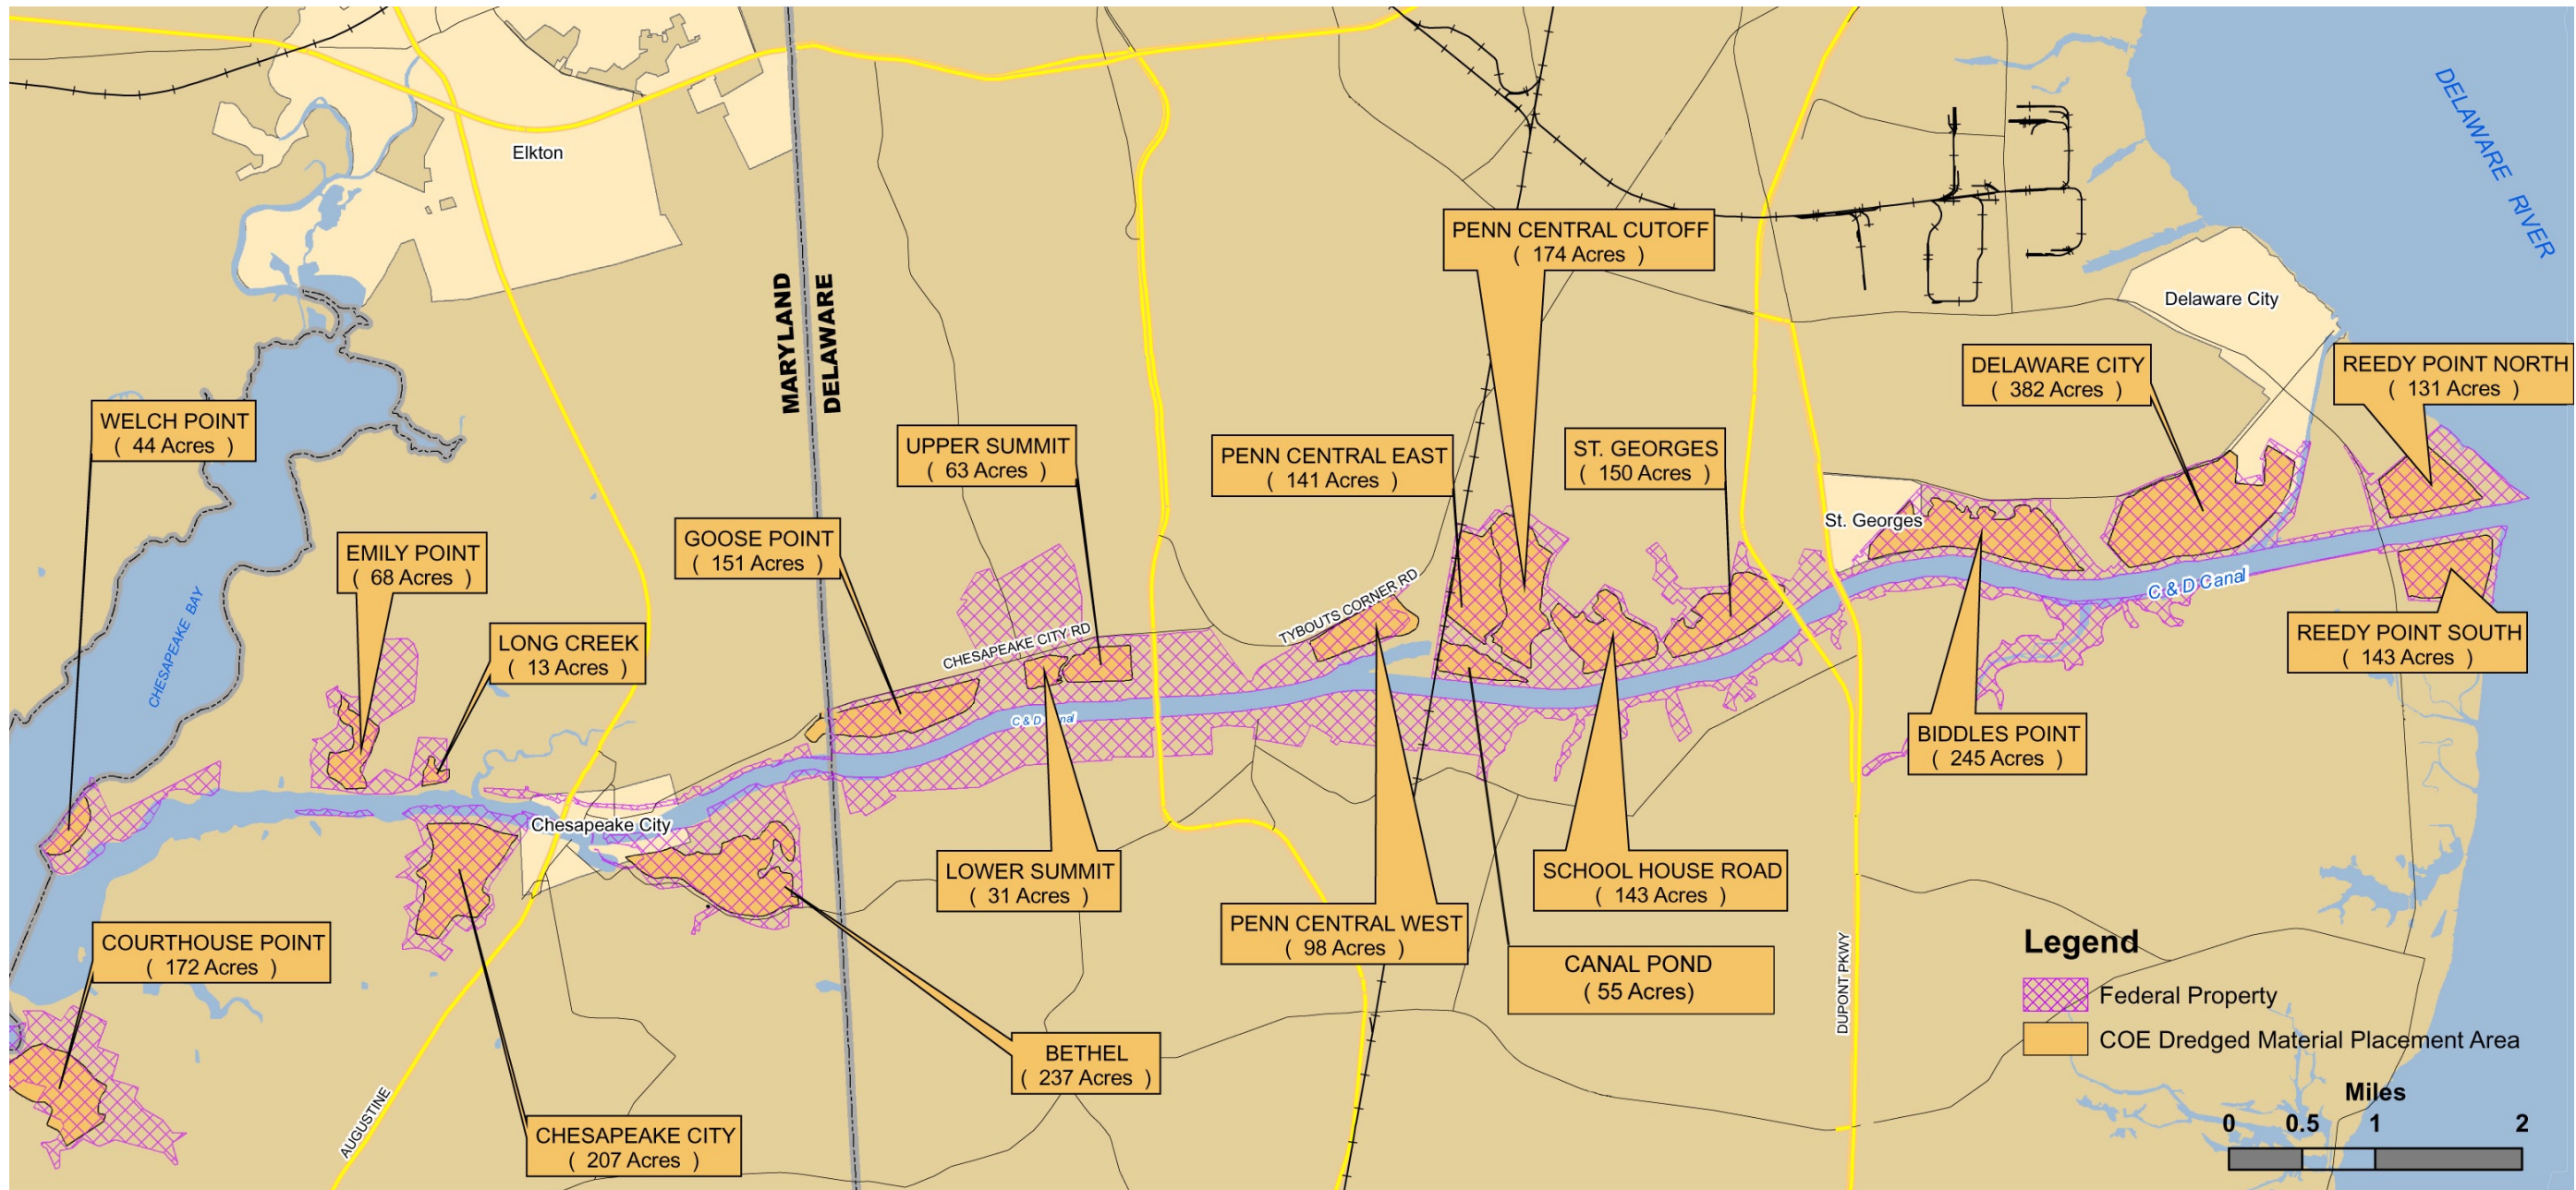 Elkton
DELAWARE RIVER
PENN CENTRAL CUTOFF
( 174 Acres )
MARYLAND
DELAWARE
Delaware City
DELAWARE CITY
( 382 Acres )
REEDY POINT NORTH
( 131 Acres )
WELCH POINT
( 44 Acres )
UPPER SUMMIT
( 63 Acres )
PENN CENTRAL EAST
( 141 Acres )
ST. GEORGES
( 150 Acres )
St. Georges
GOOSE POINT
( 151 Acres )
EMILY POINT
( 68 Acres )
CHESAPEAKE BAY
LONG CREEK
( 13 Acres )
CHESAPEAKE CITY RD
TYBOUTS CORNER RD
C & D Canal
REEDY POINT SOUTH
( 143 Acres )
C & D nal
BIDDLES POINT
( 245 Acres )
Chesapeake City
LOWER SUMMIT
( 31 Acres )
SCHOOL HOUSE ROAD
( 143 Acres )
PENN CENTRAL WEST
( 98 Acres )
CANAL POND
( 55 Acres)
COURTHOUSE POINT
( 172 Acres )
DUPONT PKWY
BETHEL
( 237 Acres )
AUGUSTINE
CHESAPEAKE CITY
( 207 Acres )
Legend
Federal Property
COE Dredged Material Placement Area
Miles
0 0.5 1 2